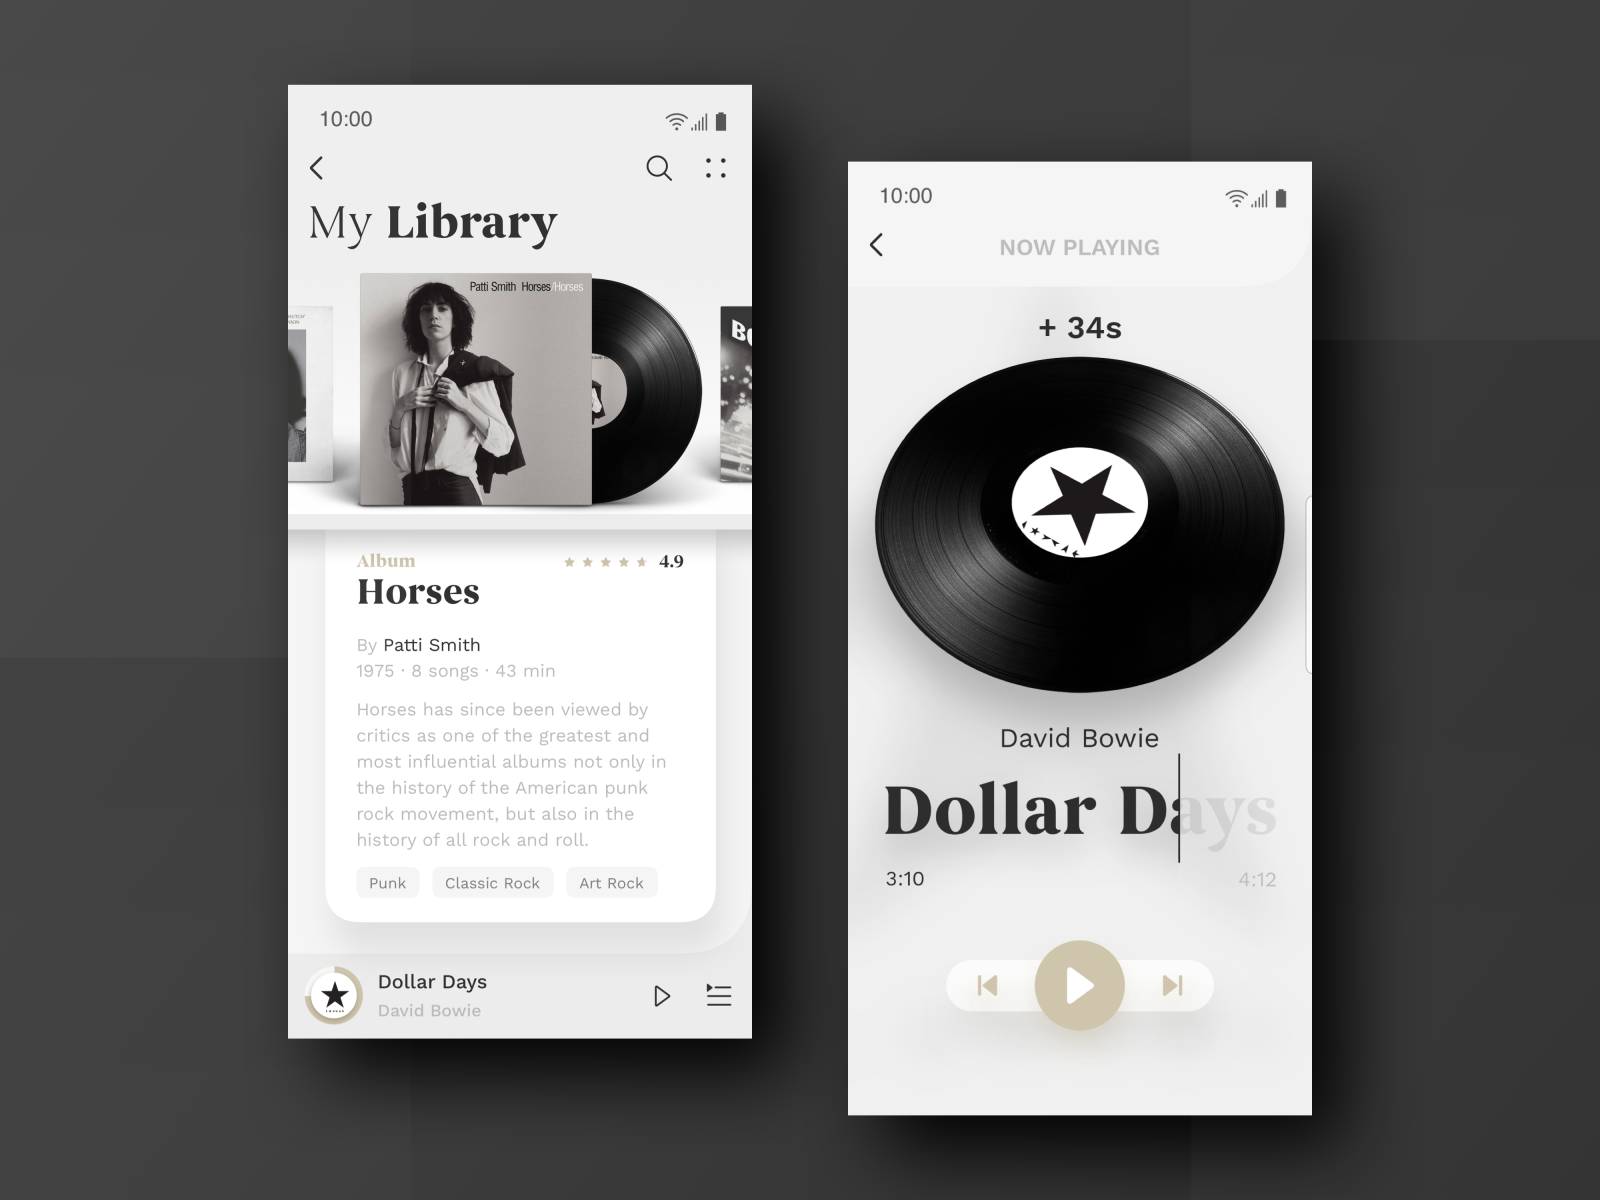 10:00
My Library
Patti Smith Horses/Horses
Album
4.9
Horses
By Patti Smith
1975 · 8 songs · 43 min
Horses has since been viewed by
critics as one of the greatest and
most influential albums not only in
the history of the American punk
rock movement, but also in the
history of all rock and roll.
Punk
Classic Rock
Art Rock
Dollar Days
David Bowie
10:00
NOW PLAYING
+ 34s
David Bowie
Dollar Days
3:10
4:12